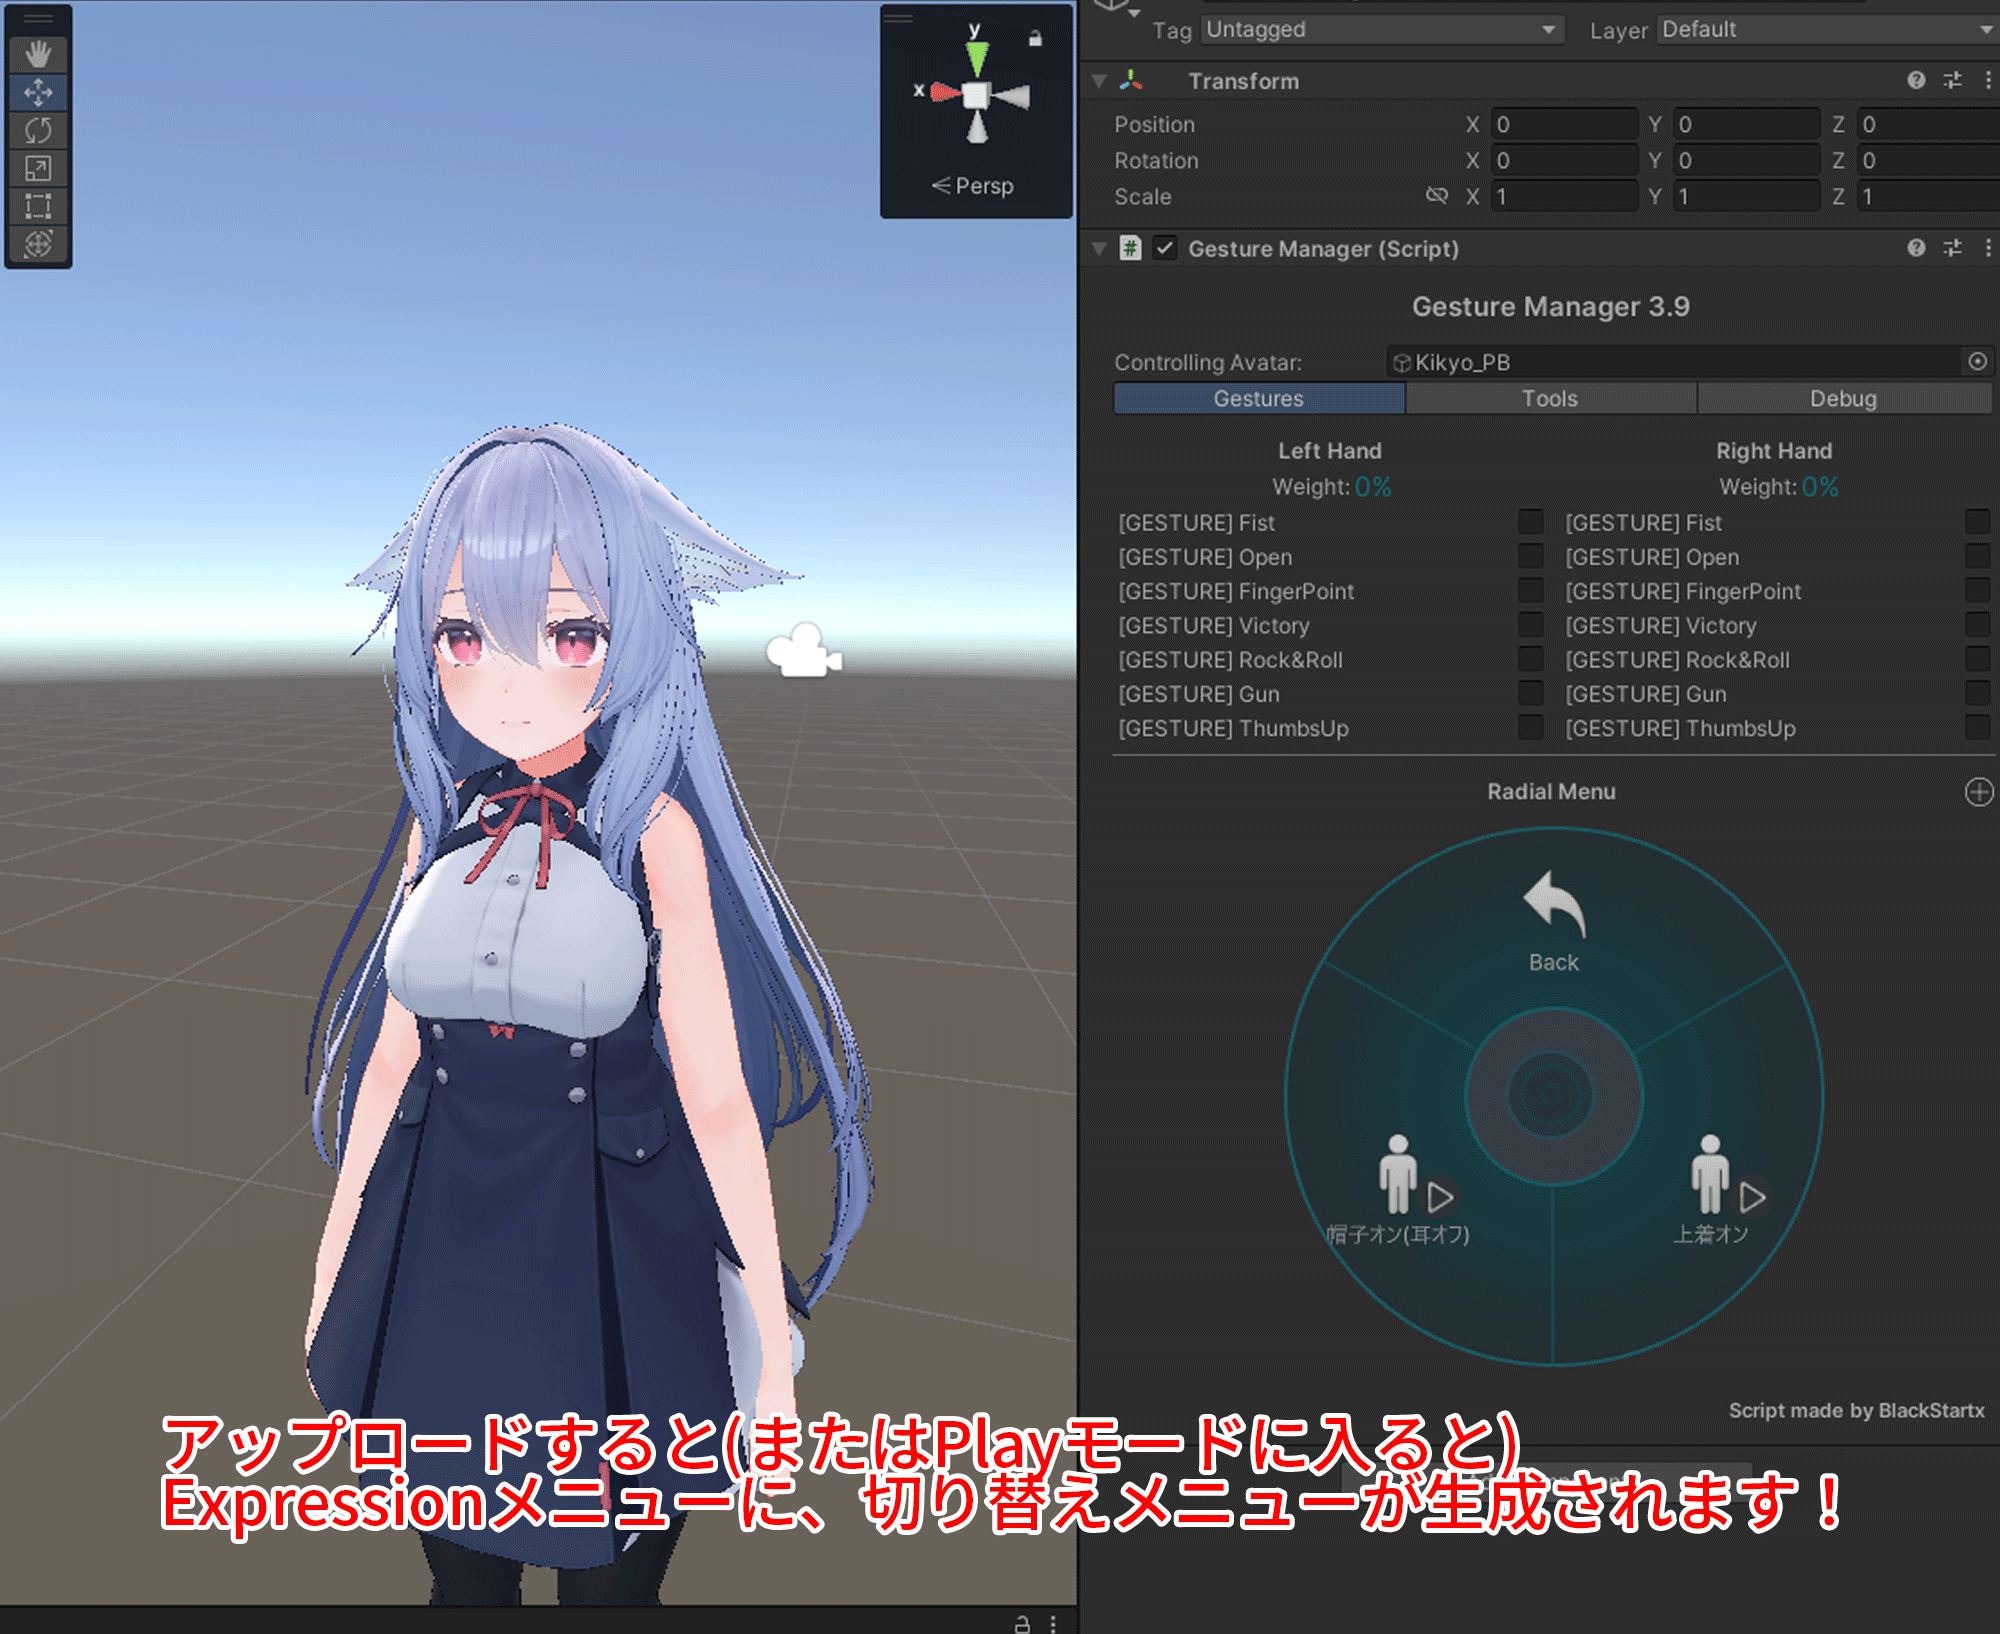 y
x
Persp
Tag Untagged Layer Default
Transform
Position X 0 Y 0 Z 0
Rotation X 0 Y 0 Z 0
Scale X 1 Y 1 Z 1
Gesture Manager (Script)
Gesture Manager 3.9
Controlling Avatar: Kikyo_PB
Gestures Tools Debug
Left Hand Right Hand
Weight: 0% Weight: 0%
[GESTURE] Fist [GESTURE] Fist
[GESTURE] Open [GESTURE] Open
[GESTURE] FingerPoint [GESTURE] FingerPoint
[GESTURE] Victory [GESTURE] Victory
[GESTURE] Rock&Roll [GESTURE] Rock&Roll
[GESTURE] Gun [GESTURE] Gun
[GESTURE] ThumbsUp [GESTURE] ThumbsUp
Radial Menu
Back
帽子オン(耳オフ) 上着オン
Script made by BlackStartx
アップロードすると(またはPlayモードに入ると)
Expressionメニューに、切り替えメニューが生成されます！